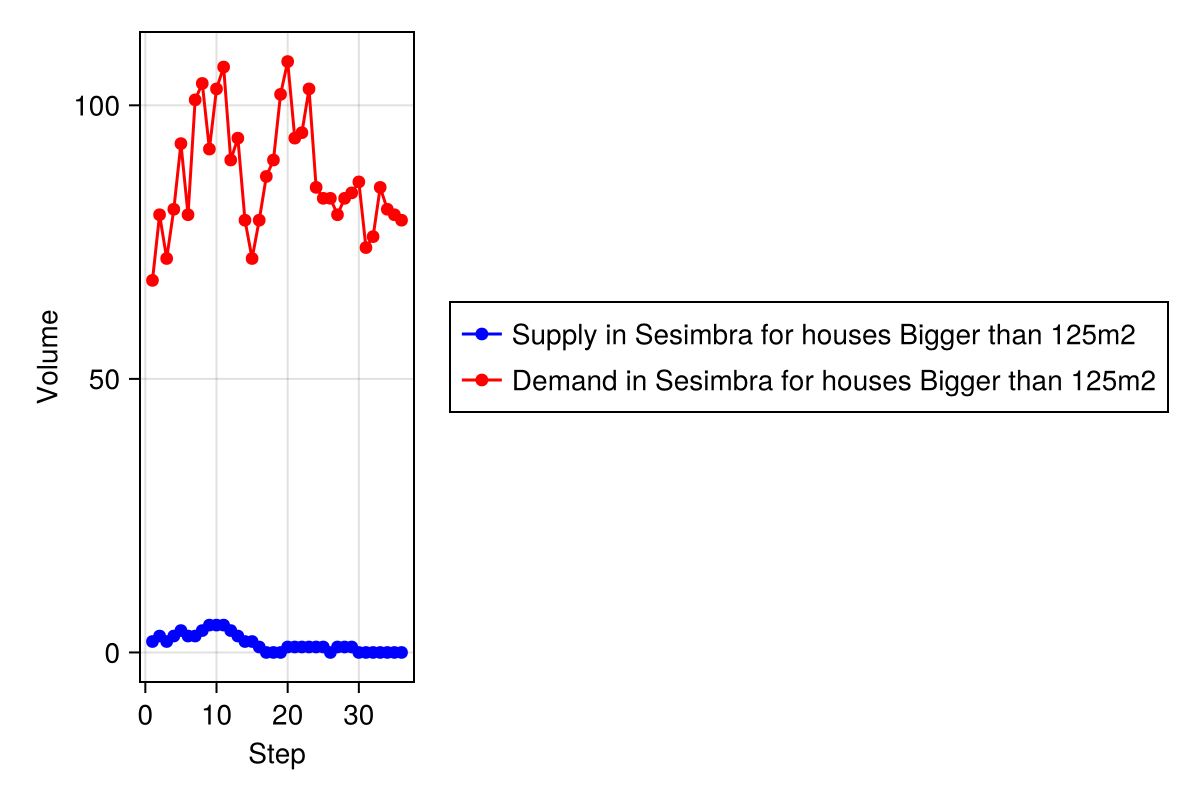 100
50
0
Volume
0 10 20 30
Step
Supply in Sesimbra for houses Bigger than 125m2
Demand in Sesimbra for houses Bigger than 125m2